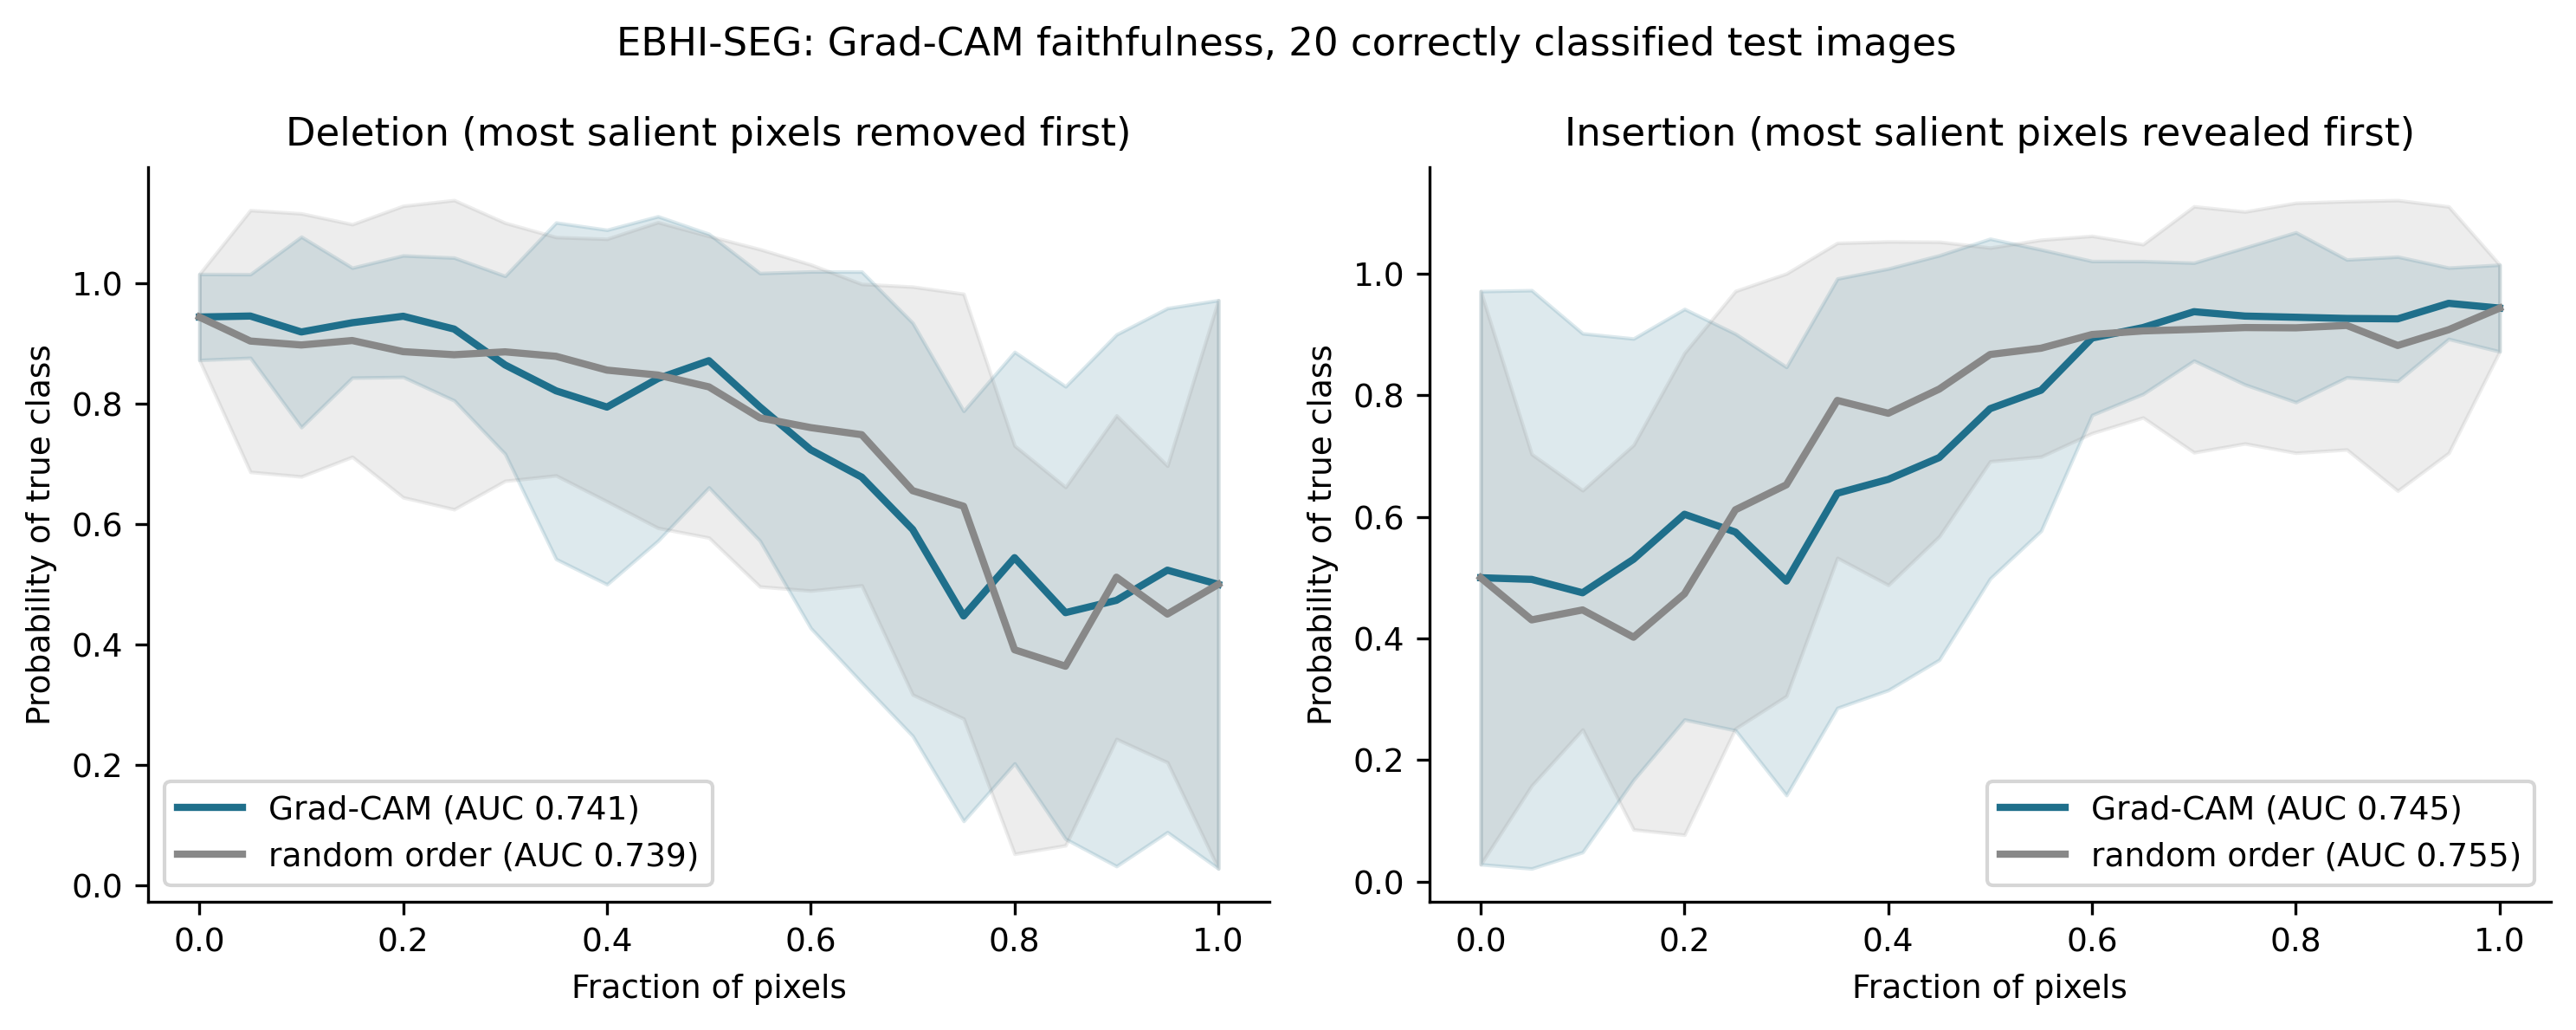 EBHI-SEG: Grad-CAM faithfulness, 20 correctly classified test images
Deletion (most salient pixels removed first)
Probability of true class
1.0
0.8
0.6
0.4
0.2
0.0
Grad-CAM (AUC 0.741)
random order (AUC 0.739)
0.0 0.2 0.4 0.6 0.8 1.0
Fraction of pixels
Insertion (most salient pixels revealed first)
Probability of true class
1.0
0.8
0.6
0.4
0.2
0.0
Grad-CAM (AUC 0.745)
random order (AUC 0.755)
0.0 0.2 0.4 0.6 0.8 1.0
Fraction of pixels